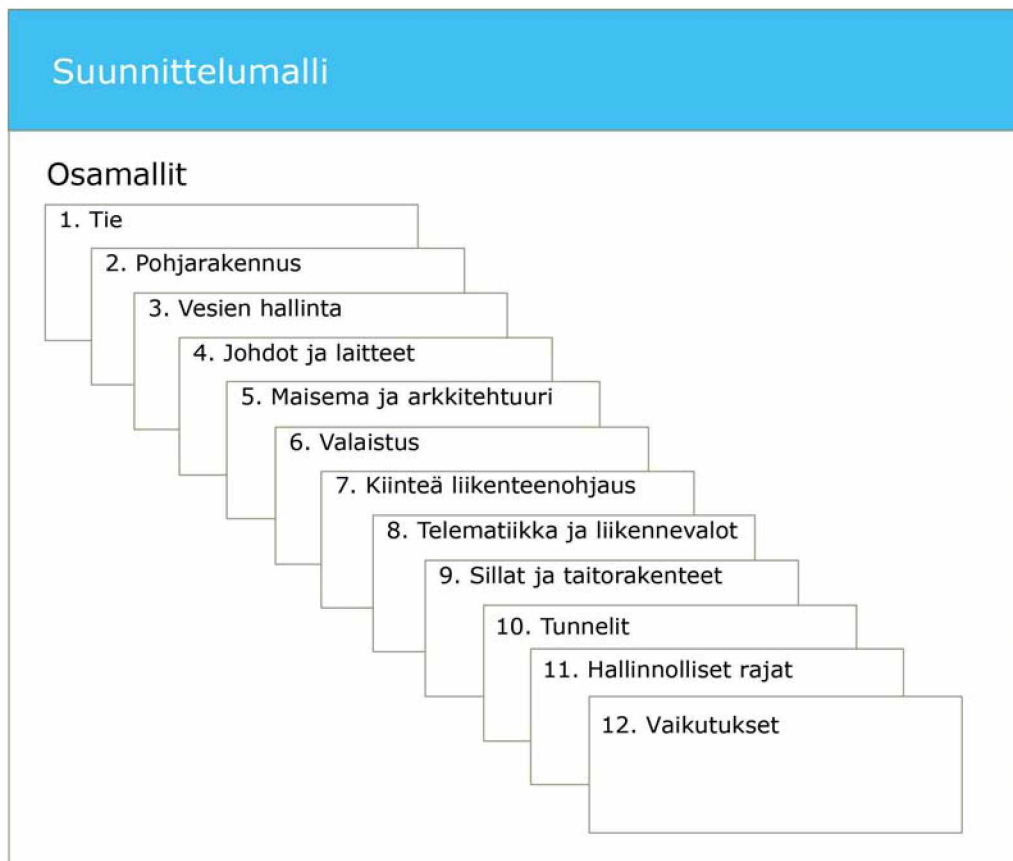 Suunnittelumalli
Osamallit
1. Tie
2. Pohjarakennus
3. Vesien hallinta
4. Johdot ja laitteet
5. Maisema ja arkkitehtuuri
6. Valaistus
7. Kiinteä liikenteenohjaus
8. Telematiikka ja liikennevalot
9. Sillat ja taitorakenteet
10. Tunnelit
11. Hallinnolliset rajat
12. Vaikutukset